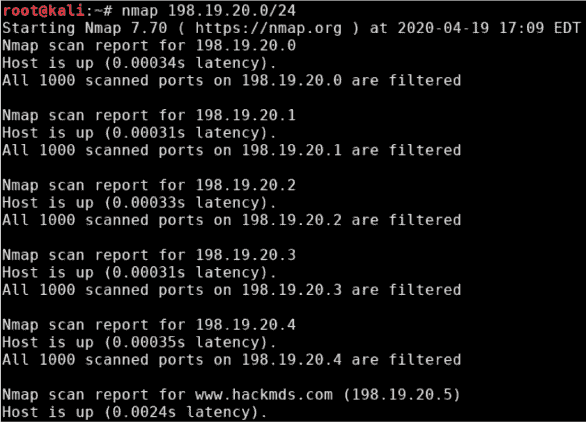 root@kali:~# nmap 198.19.20.0/24
Starting Nmap 7.70 ( https://nmap.org ) at 2020-04-19 17:09 EDT
Nmap scan report for 198.19.20.0
Host is up (0.00034s latency).
All 1000 scanned ports on 198.19.20.0 are filtered
Nmap scan report for 198.19.20.1
Host is up (0.00031s latency).
All 1000 scanned ports on 198.19.20.1 are filtered
Nmap scan report for 198.19.20.2
Host is up (0.00033s latency).
All 1000 scanned ports on 198.19.20.2 are filtered
Nmap scan report for 198.19.20.3
Host is up (0.00031s latency).
All 1000 scanned ports on 198.19.20.3 are filtered
Nmap scan report for 198.19.20.4
Host is up (0.00035s latency).
All 1000 scanned ports on 198.19.20.4 are filtered
Nmap scan report for www.hackmds.com (198.19.20.5)
Host is up (0.0024s latency).